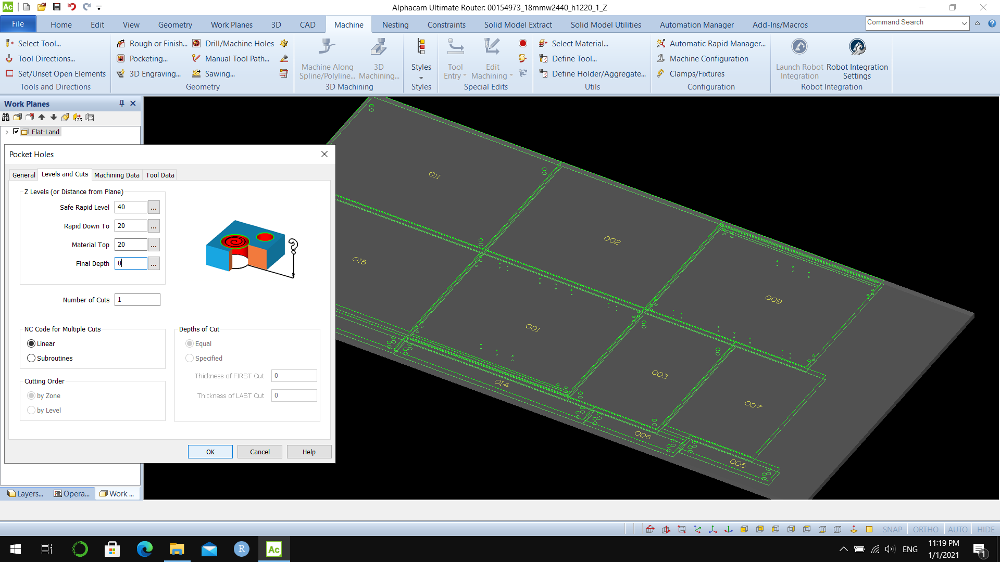 Ac
Alphacam Ultimate Router: 00154973_18mmw2440_h1220_1_Z
File
Home
Edit
View
Geometry
Work Planes
3D
CAD
Machine
Nesting
Constraints
Solid Model Extract
Solid Model Utilities
Automation Manager
Add-Ins/Macros
Command Search
Select Tool...
Tool Directions...
Set/Unset Open Elements
Tools and Directions
Rough or Finish...
Pocketing...
3D Engraving...
Drill/Machine Holes
Manual Tool Path...
Sawing...
Geometry
Machine Along
Spline/Polyline...
3D
Machining...
3D Machining
Styles
Styles
Tool
Entry
Edit
Machining
Special Edits
Select Material...
Define Tool...
Define Holder/Aggregate...
Utils
Automatic Rapid Manager...
Machine Configuration
Clamps/Fixtures
Configuration
Launch Robot
Integration
Robot Integration
Settings
Robot Integration
Work Planes
123
Flat-Land
Pocket Holes
General
Levels and Cuts
Machining Data
Tool Data
Z Levels (or Distance from Plane)
Safe Rapid Level 40 ...
Rapid Down To 20 ...
Material Top 20 ...
Final Depth 0 ...
Number of Cuts 1
NC Code for Multiple Cuts
Linear
Subroutines
Cutting Order
by Zone
by Level
Depths of Cut
Equal
Specified
Thickness of FIRST Cut 0
Thickness of LAST Cut 0
OK
Cancel
Help
011
002
015
009
001
003
014
007
006
005
Layers...
Opera...
Work ...
SNAP
ORTHO
AUTO
HIDE
R
Ac
ENG
11:19 PM
1/1/2021
1